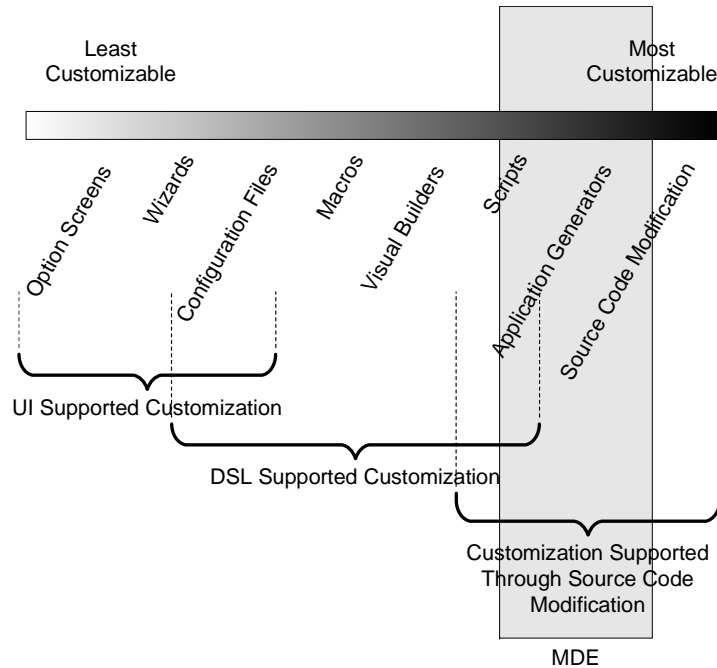 Least
Customizable
Most
Customizable
Option Screens
Wizards
Configuration Files
Macros
Visual Builders
Scripts
Application Generators
Source Code Modification
UI Supported Customization
DSL Supported Customization
Customization Supported
Through Source Code
Modification
MDE